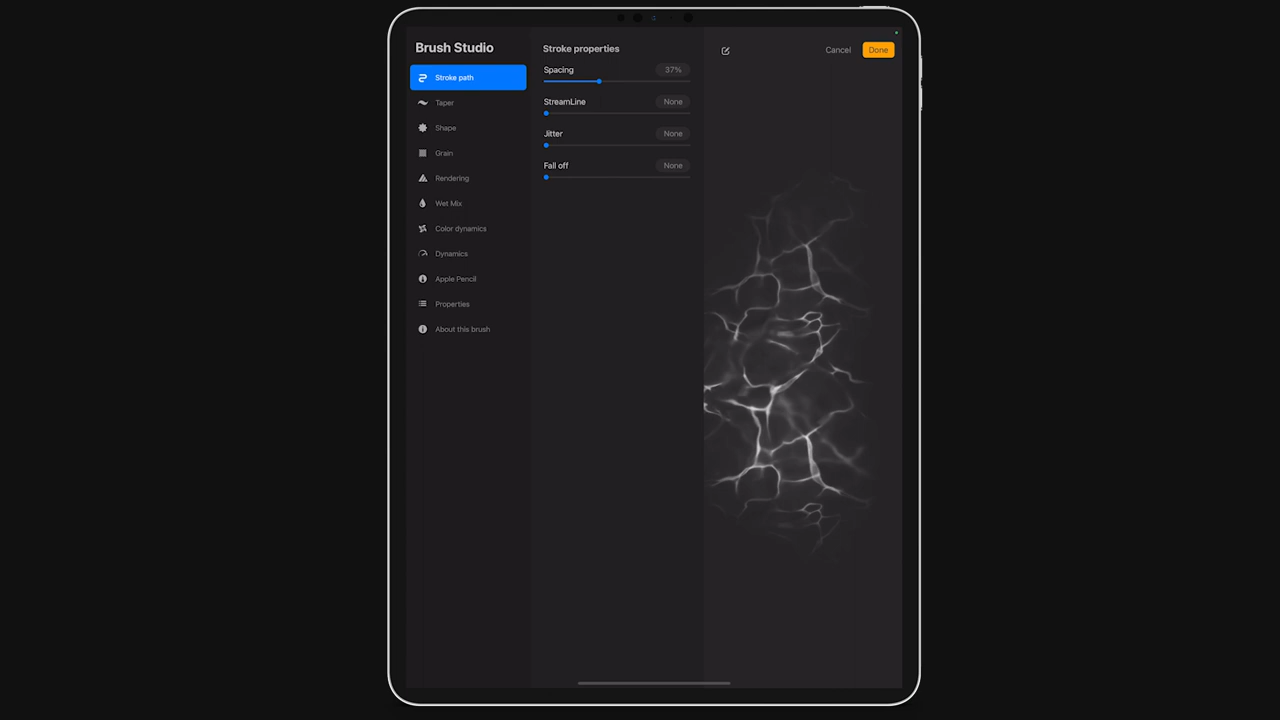 Brush Studio
Stroke path
Taper
Shape
Grain
Rendering
Wet Mix
Color dynamics
Dynamics
Apple Pencil
Properties
About this brush
Stroke properties
Spacing 37%
StreamLine None
Jitter None
Fall off None
Cancel Done